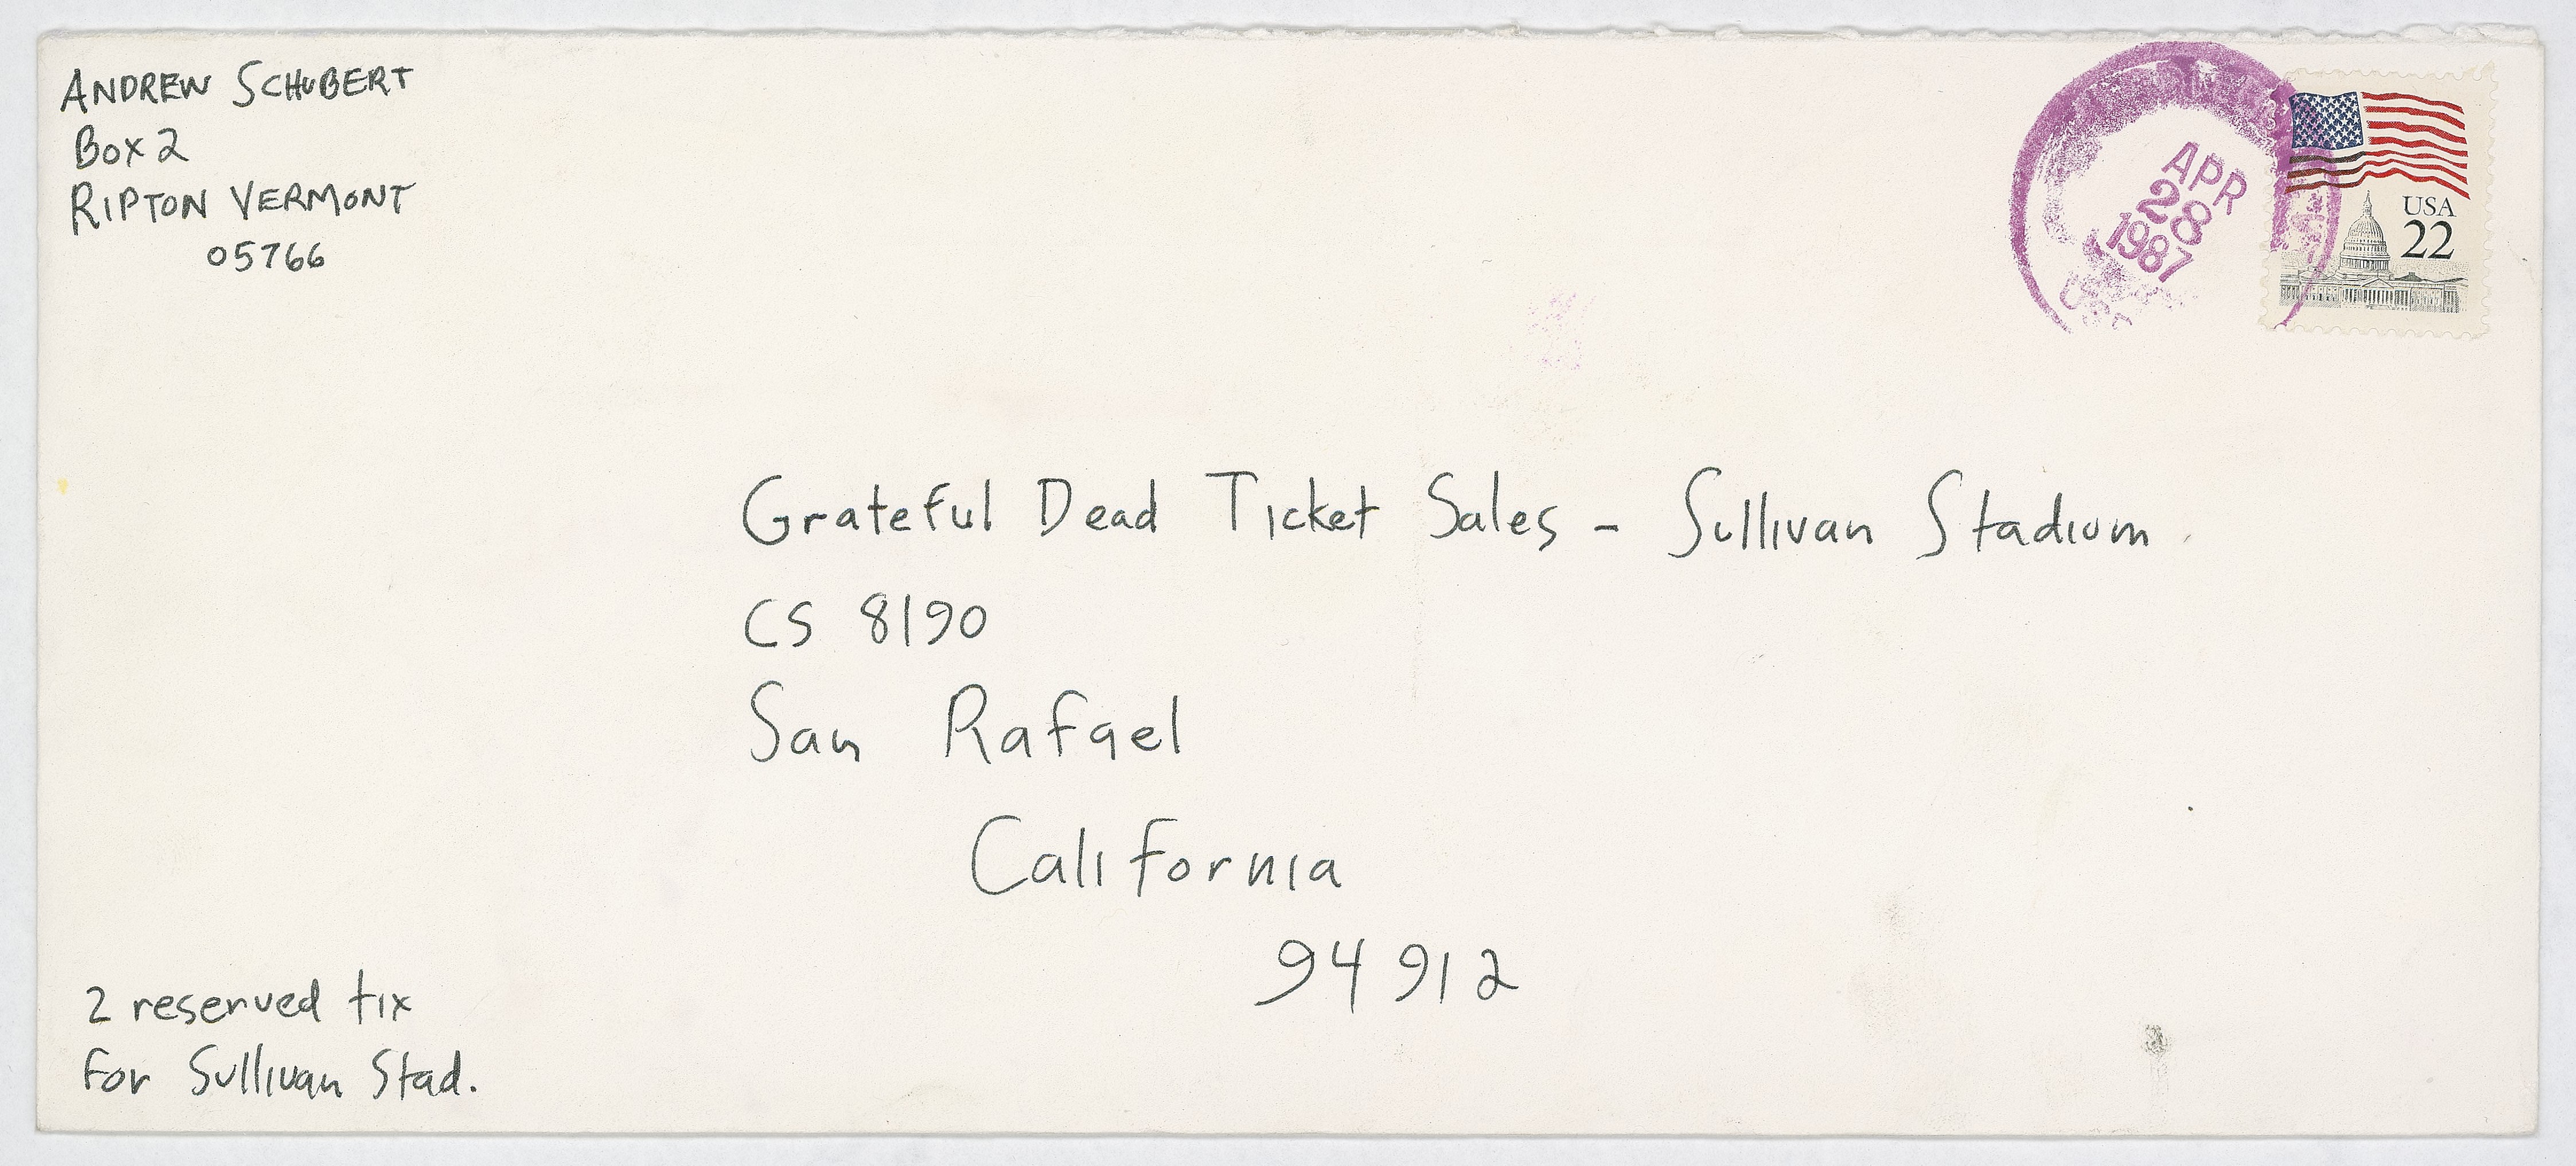 ANDREW SCHUBERT
Box 2
RIPTON VERMONT
05766
APR
28
1987
USA
22
Grateful Dead Ticket Sales - Sullivan Stadium
CS 8190
San Rafael
California
94912
2 reserved tix
for Sullivan Stad.